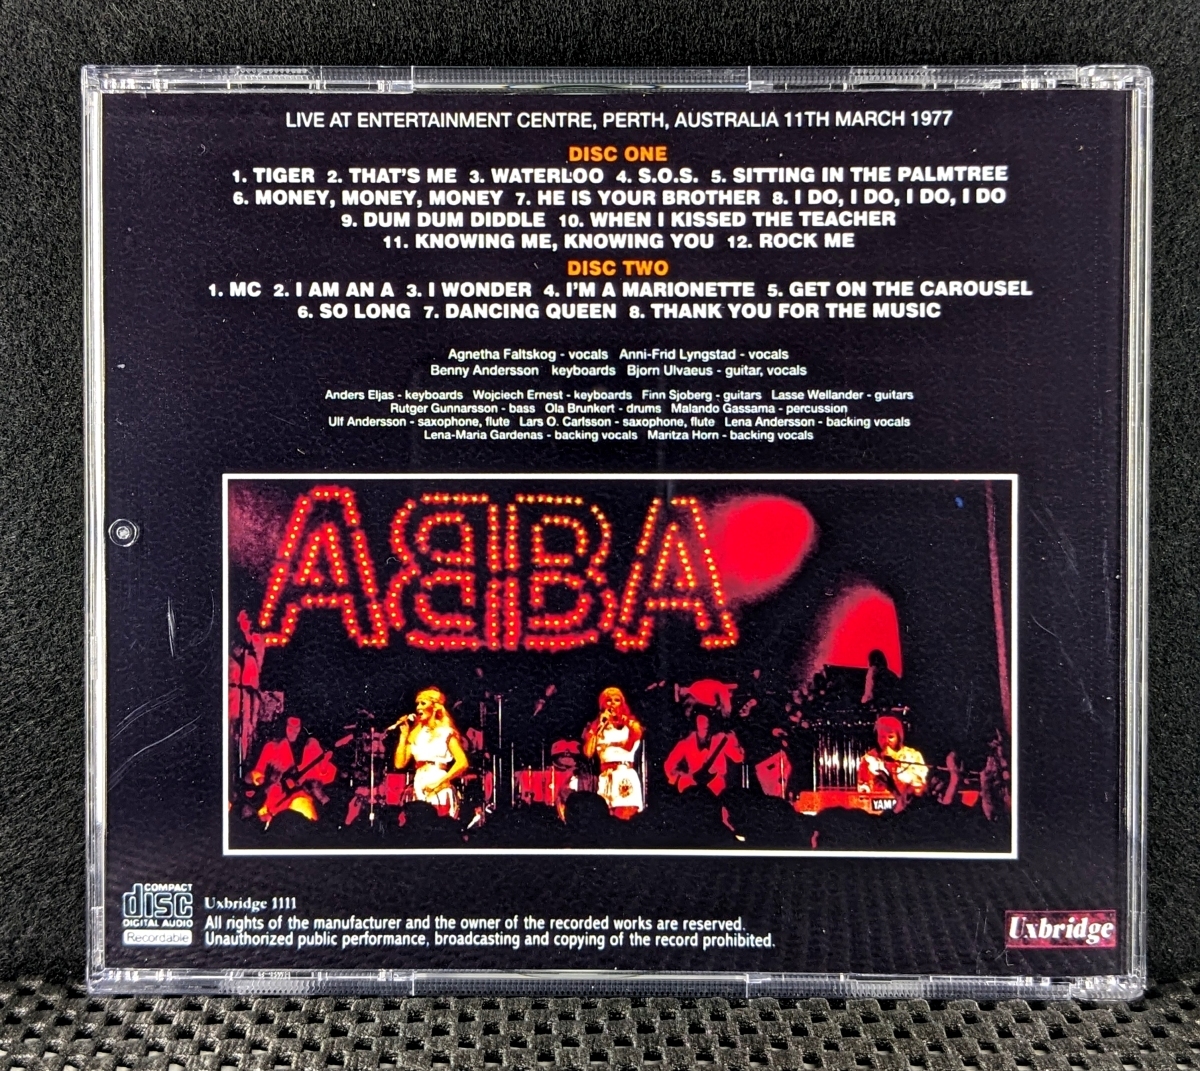 LIVE AT ENTERTAINMENT CENTRE, PERTH, AUSTRALIA 11TH MARCH 1977
DISC ONE
1. TIGER 2. THAT'S ME 3. WATERLOO 4. S.O.S. 5. SITTING IN THE PALMTREE
6. MONEY, MONEY, MONEY 7. HE IS YOUR BROTHER 8. I DO, I DO, I DO, I DO
9. DUM DUM DIDDLE 10. WHEN I KISSED THE TEACHER
11. KNOWING ME, KNOWING YOU 12. ROCK ME
DISC TWO
1. MC 2. I AM AN A 3. I WONDER 4. I'M A MARIONETTE 5. GET ON THE CAROUSEL
6. SO LONG 7. DANCING QUEEN 8. THANK YOU FOR THE MUSIC
Agnetha Faltskog - vocals Anni-Frid Lyngstad - vocals
Benny Andersson keyboards Bjorn Ulvaeus - guitar, vocals
Anders Eljas - keyboards Wojciech Ernest - keyboards Finn Sjoberg - guitars Lasse Wellander - guitars
Rutger Gunnarsson - bass Ola Brunkert - drums Malando Gassama - percussion
Ulf Andersson - saxophone, flute Lars O. Carlsson - saxophone, flute Lena Andersson - backing vocals
Lena-Maria Gardenas - backing vocals Maritza Horn - backing vocals
ABBA
YAMA
COMPACT
disc
DIGITAL AUDIO
Recordable
Uxbridge 1111
All rights of the manufacturer and the owner of the recorded works are reserved.
Unauthorized public performance, broadcasting and copying of the record prohibited.
Uxbridge